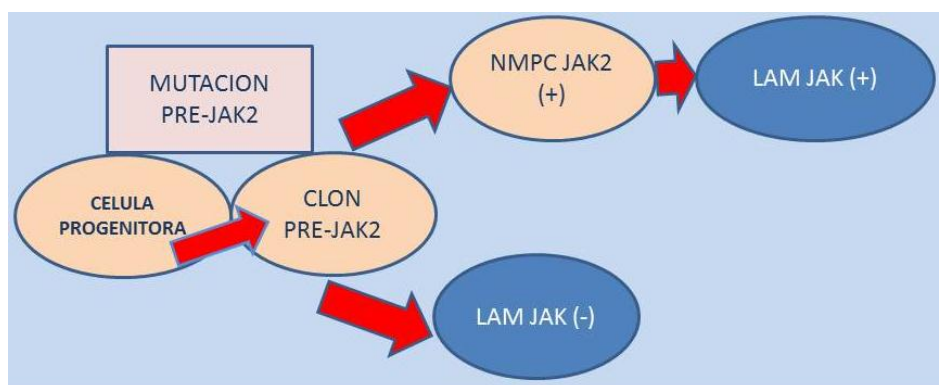 MUTACION
PRE-JAK2
CELULA
PROGENITORA
CLON
PRE-JAK2
NMPC JAK2
(+)
LAM JAK (+)
LAM JAK (-)